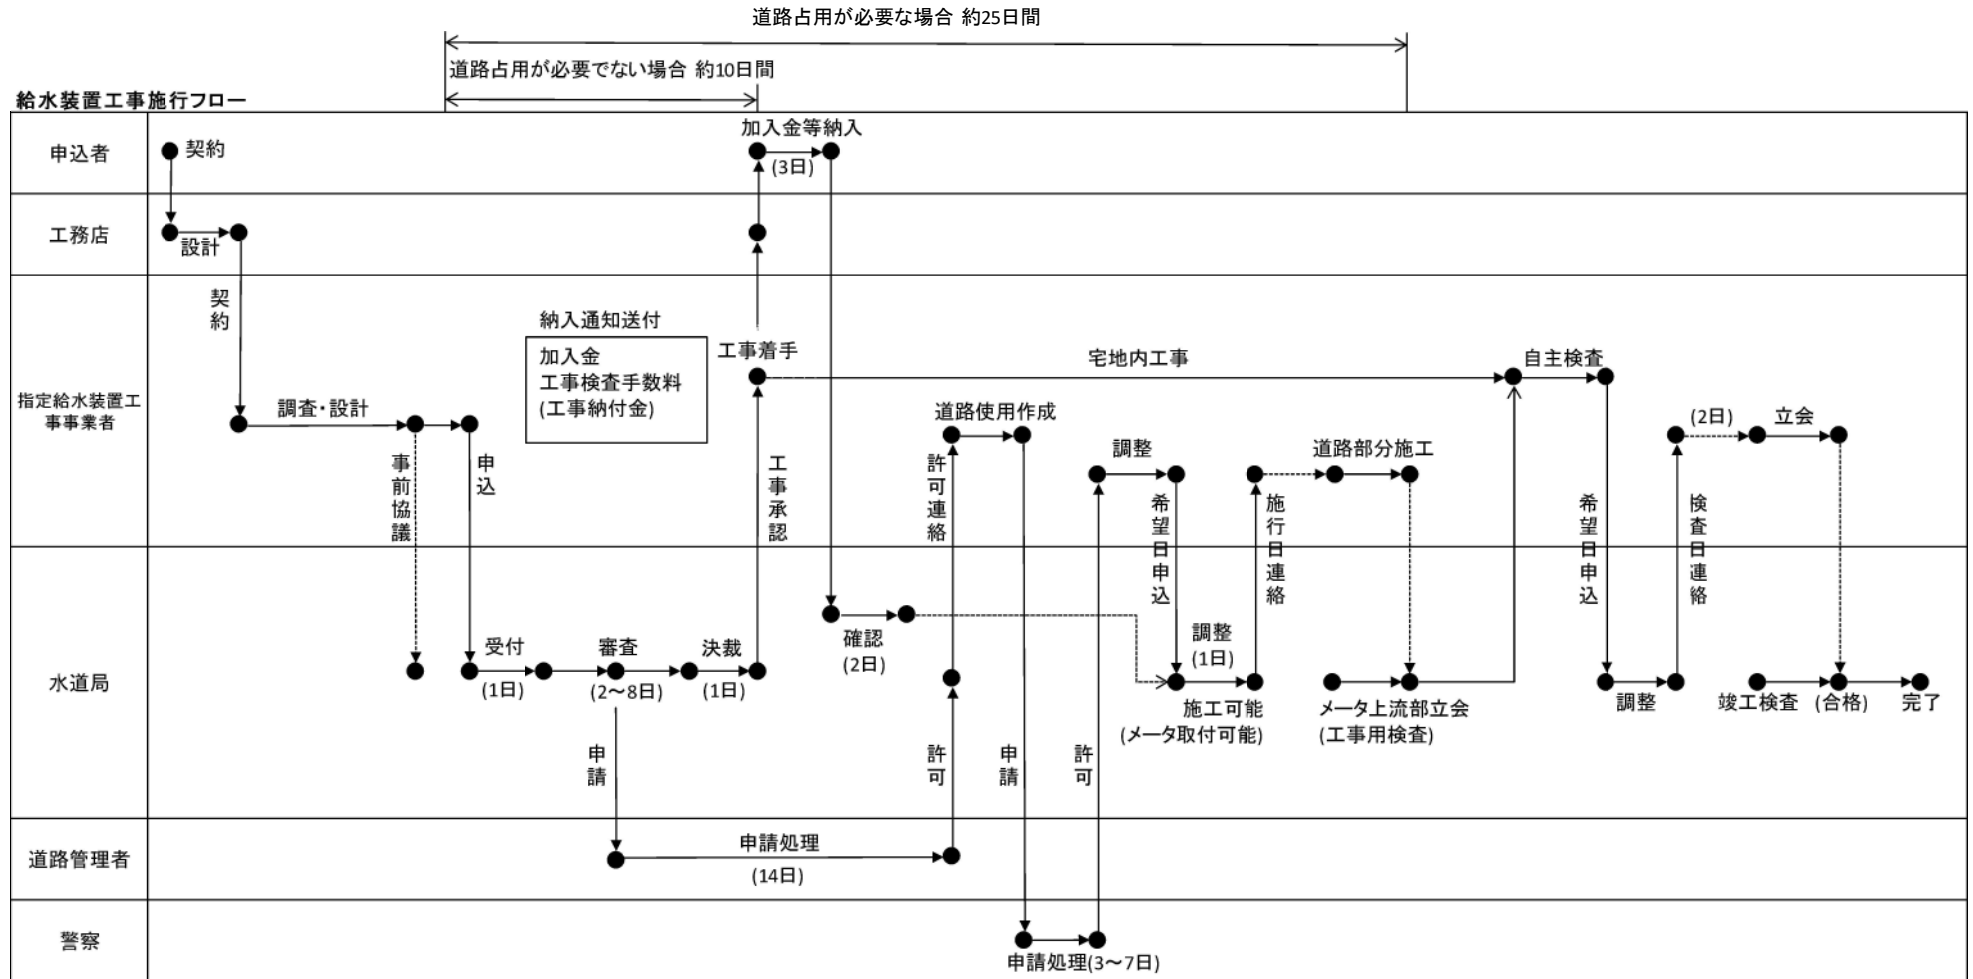 道路占用が必要な場合 約25日間
道路占用が必要でない場合 約10日間
給水装置工事施行フロー
申込者
契約
加入金等納入
(3日)
工務店
設計
指定給水装置工
事事業者
契約
調査・設計
事前協議
申込
納入通知送付
加入金
工事検査手数料
(工事納付金)
工事着手
工事承認
宅地内工事
自主検査
道路使用作成
許可連絡
調整
希望日申込
施行日連絡
道路部分施工
希望日申込
検査日連絡
(2日)
立会
水道局
受付
(1日)
審査
(2～8日)
決裁
(1日)
確認
(2日)
調整
(1日)
施工可能
(メータ取付可能)
メータ上流部立会
(工事用検査)
調整
竣工検査
(合格)
完了
申請
許可
申請
許可
道路管理者
申請処理
(14日)
警察
申請処理(3～7日)